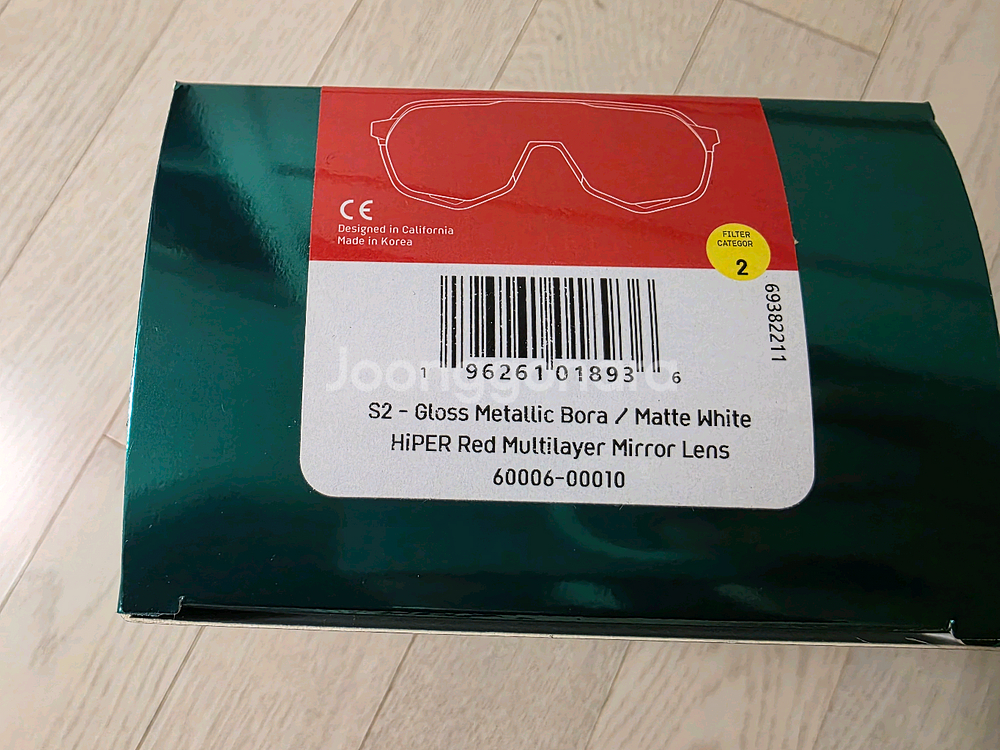 CE
Designed in California
Made in Korea
FILTER
CATEGOR
2
69382211
1 96261 01893 6
Joonggonara
S2 - Gloss Metallic Bora / Matte White
HiPER Red Multilayer Mirror Lens
60006-00010